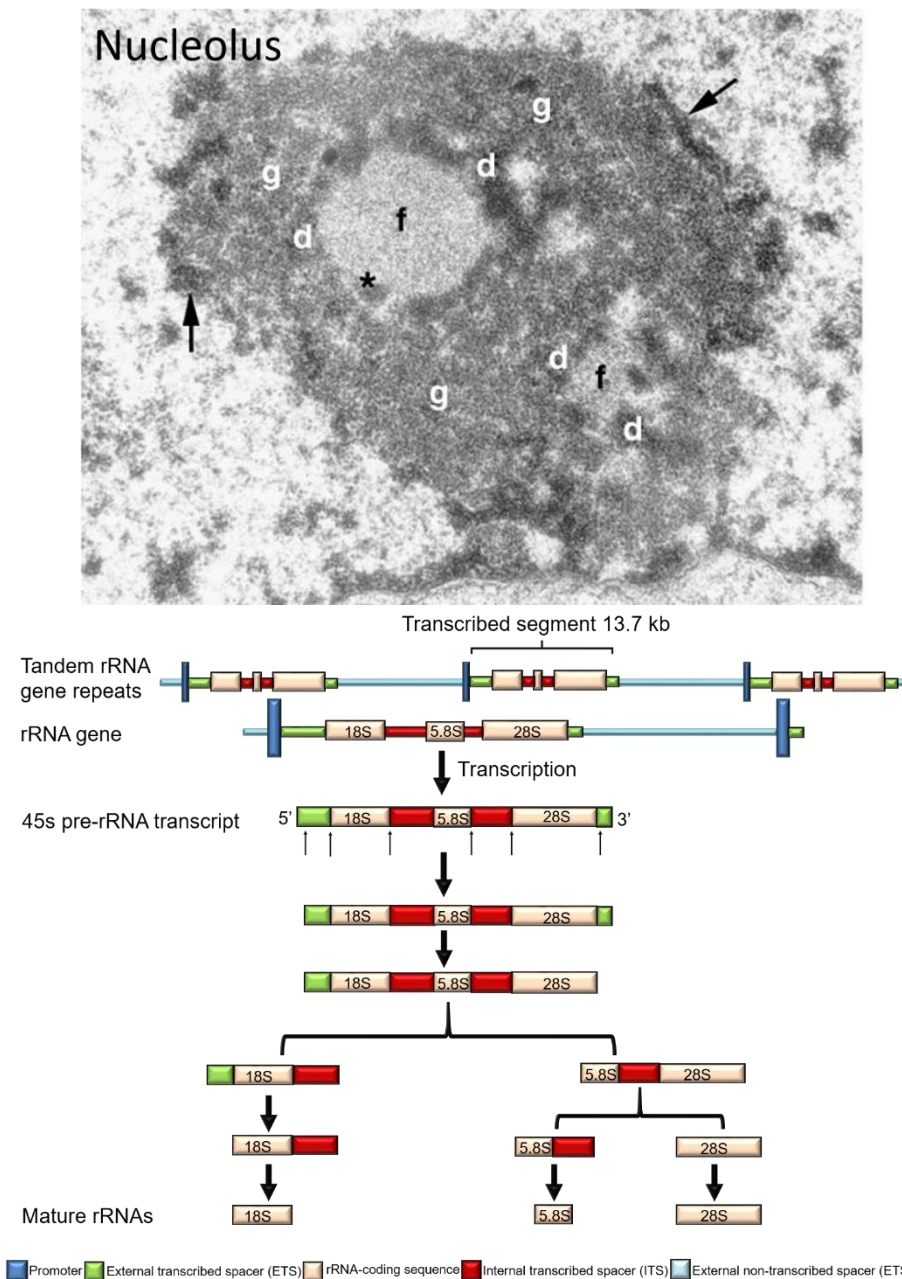 Nucleolus
g
g
d
f
d
*
d
f
g
d
Transcribed segment 13.7 kb
Tandem rRNA
gene repeats
rRNA gene
18S 5.8S 28S
Transcription
45s pre-rRNA transcript 5’ 18S 5.8S 28S 3’
18S 5.8S 28S
18S 5.8S 28S
18S 5.8S 28S
18S 5.8S 28S
Mature rRNAs 18S 5.8S 28S
Promoter External transcribed spacer (ETS) rRNA-coding sequence Internal transcribed spacer (ITS) External non-transcribed spacer (ETS